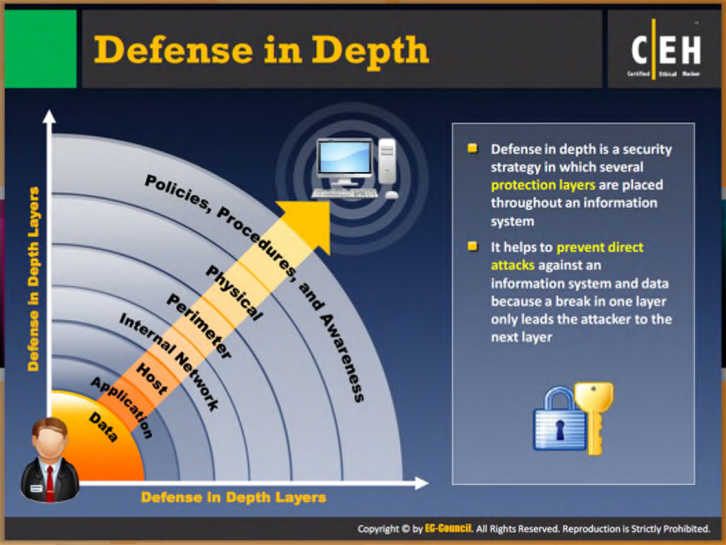 Defense in Depth
C|EH
Certified Ethical Hacker
Defense in Depth Layers
Policies, Procedures, and Awareness
Physical
Perimeter
Internal Network
Host
Application
Data
Defense in Depth Layers
Defense in depth is a security
strategy in which several
protection layers are placed
throughout an information
system
It helps to prevent direct
attacks against an
information system and data
because a break in one layer
only leads the attacker to the
next layer
Copyright © by EC-Council. All Rights Reserved. Reproduction is Strictly Prohibited.